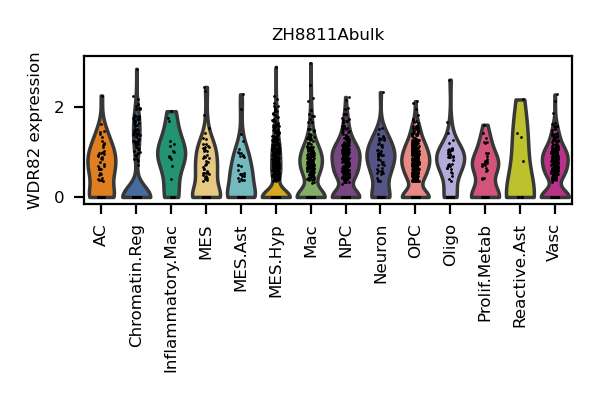 ZH8811Abulk
WDR82 expression
2
0
AC
Chromatin.Reg
Inflammatory.Mac
MES
MES.Ast
MES.Hyp
Mac
NPC
Neuron
OPC
Oligo
Prolif.Metab
Reactive.Ast
Vasc